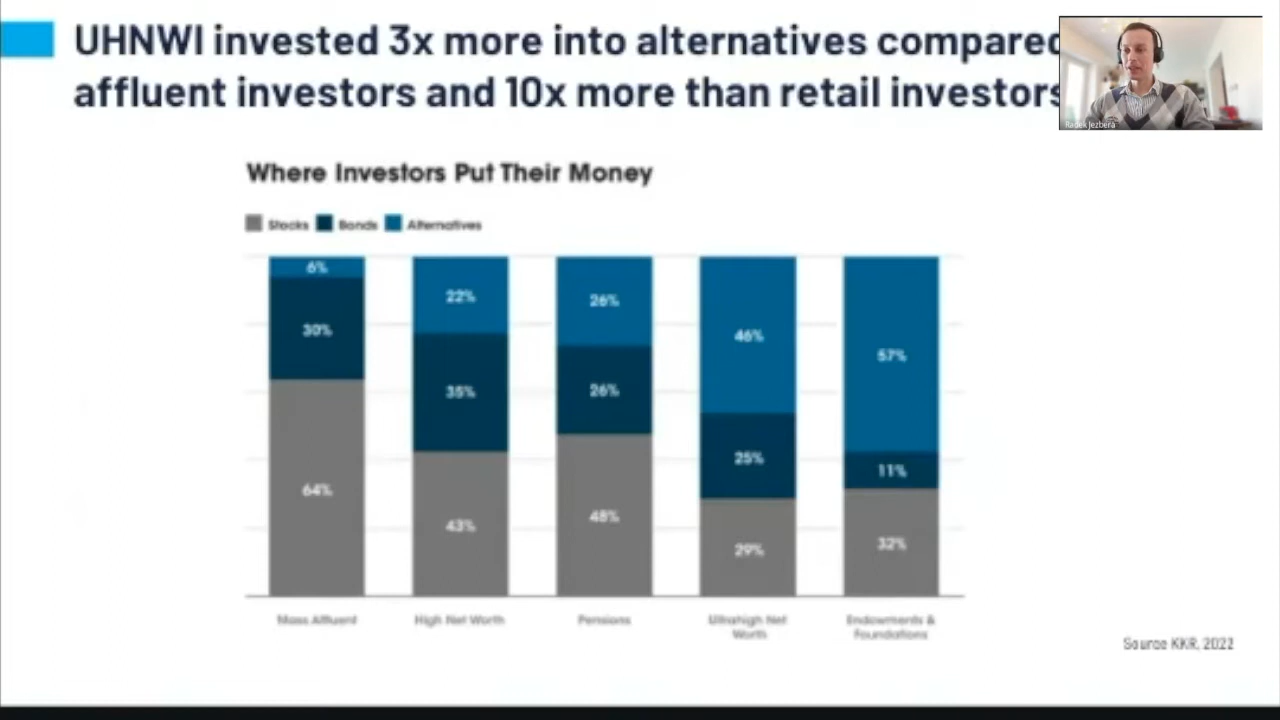 UHNWI invested 3x more into alternatives compared
affluent investors and 10x more than retail investors
Radek Jezbera
Where Investors Put Their Money
Stocks Bonds Alternatives
6% 22% 26% 46% 57%
30% 35% 26% 25% 11%
64% 43% 48% 29% 32%
Mass Affluent High Net Worth Pensions Ultrahigh Net Worth Endowments & Foundations
Source KKR, 2022